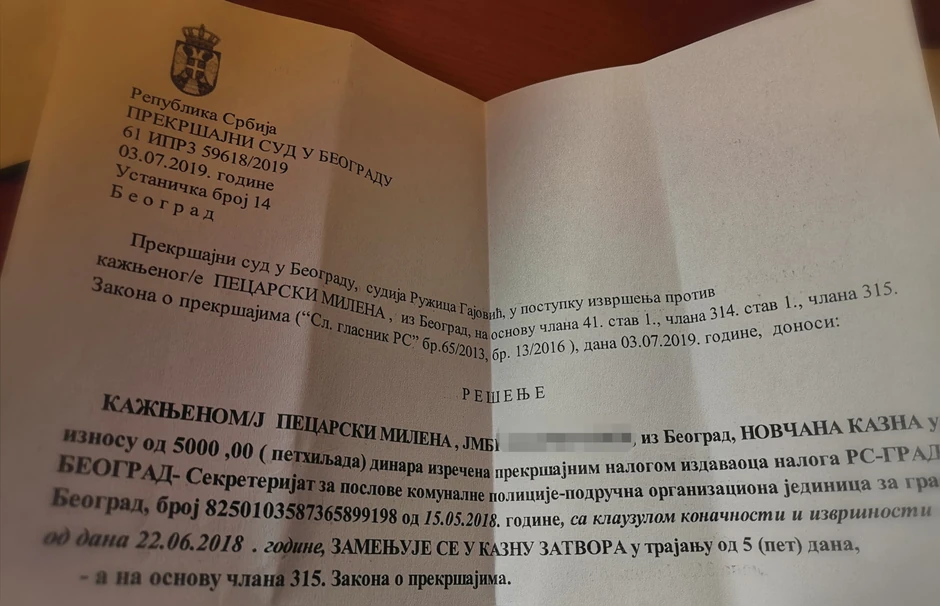 Република Србија
ПРЕКРШАЈНИ СУД У БЕОГРАДУ
61 ИПРЗ 59618/2019
03.07.2019. године
Устаничка број 14
Б е о г р а д
Прекршајни суд у Београду, судија Ружица Гајовић, у поступку извршења против
кажњеног/е ПЕЦАРСКИ МИЛЕНА , из Београд, на основу члана 41. став 1., члана 314. став 1., члана 315.
Закона о прекршајима (“Сл. гласник РС” бр.65/2013, бр. 13/2016 ), дана 03.07.2019. године, доноси:
Р Е Ш Е Њ Е
КАЖЊЕНОМ/Ј ПЕЦАРСКИ МИЛЕНА , ЈМБГ , из Београд, НОВЧАНА КАЗНА у
износу од 5000 ,00 ( петхиљада) динара изречена прекршајним налогом издаваоца налога РС-ГРАД
БЕОГРАД- Секретеријат за послове комуналне полиције-подручна организациона јединица за гра
Београд, број 8250103587365899198 од 15.05.2018. године, са клаузулом коначности и извршности
од дана 22.06.2018 . године, ЗАМЕЊУЈЕ СЕ У КАЗНУ ЗАТВОРА у трајању од 5 (пет) дана,
- а на основу члана 315. Закона о прекршајима.